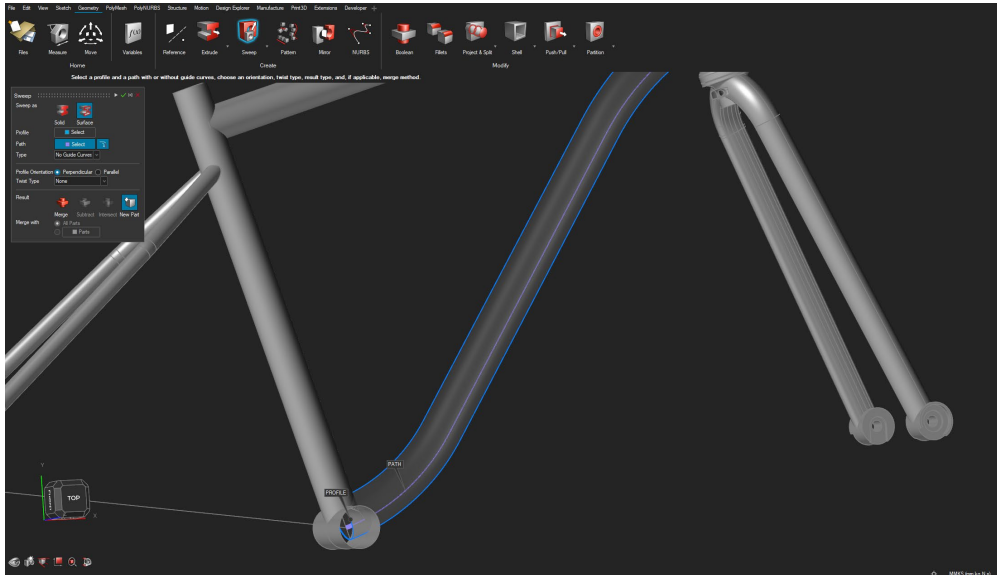 File Edit View Sketch Geometry PolyMesh PolyNURBS Structure Motion Design Explorer Manufacture Print3D Extensions Developer +
Files Measure Move Variables Reference Extrude Sweep Pattern Mirror NURBS Boolean Fillets Project & Split Shell Push/Pull Partition
Home Create Modify
Select a profile and a path with or without guide curves, choose an orientation, twist type, result type, and, if applicable, merge method.
Sweep
Sweep as
Solid Surface
Profile Select
Path Select
Type No Guide Curves
Profile Orientation Perpendicular Parallel
Twist Type None
Result
Merge Subtract Intersect New Part
Merge with All Parts
Parts
PATH
PROFILE
Y
TOP
X